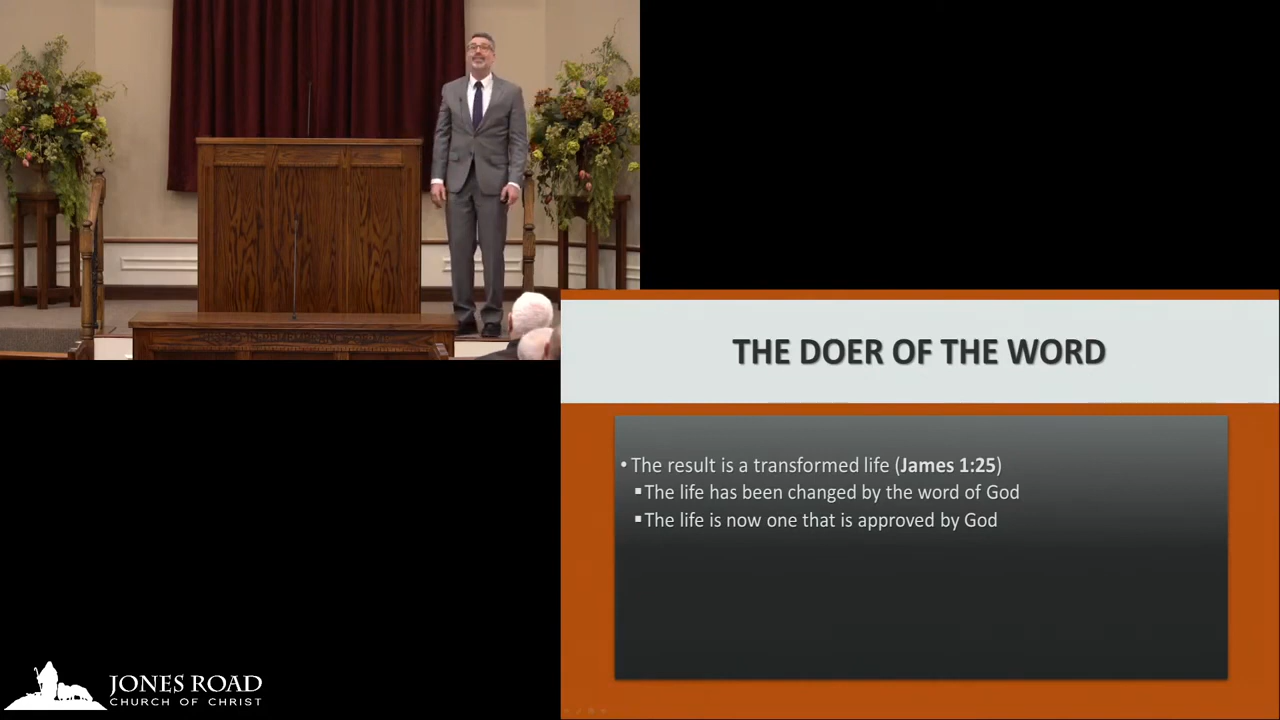 THE DOER OF THE WORD
• The result is a transformed life (James 1:25)
▪ The life has been changed by the word of God
▪ The life is now one that is approved by God
JONES ROAD
CHURCH OF CHRIST